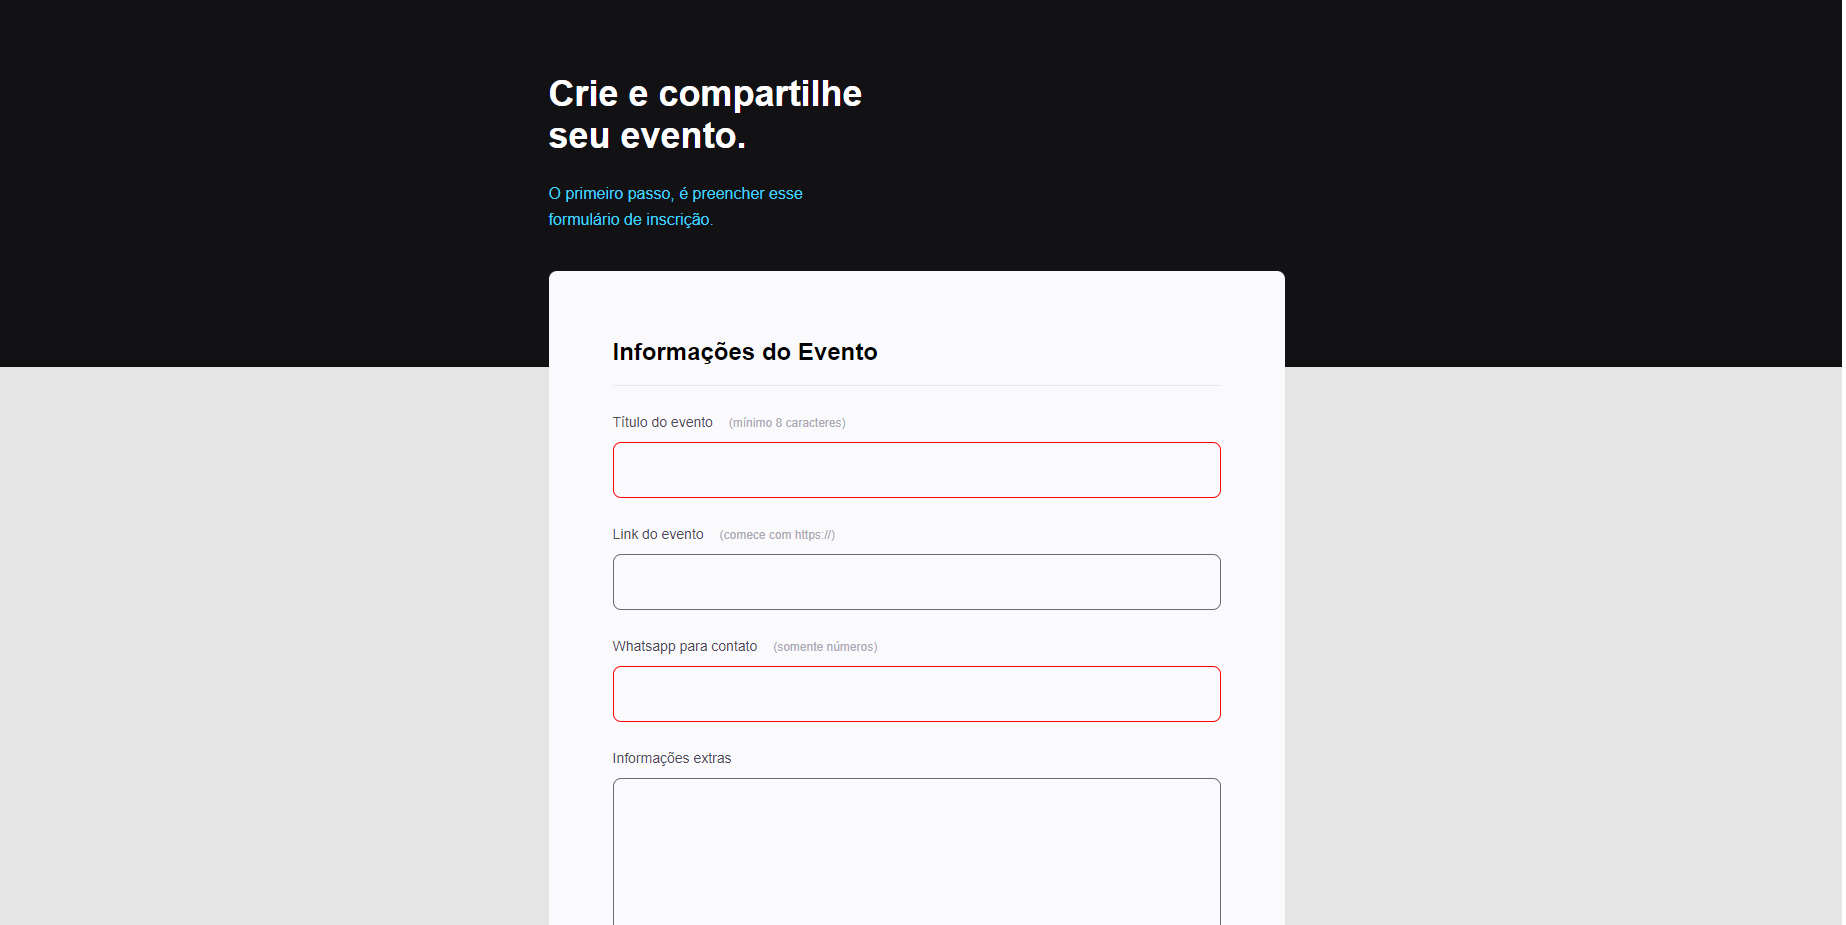 Crie e compartilhe
seu evento.
O primeiro passo, é preencher esse
formulário de inscrição.
Informações do Evento
Título do evento (mínimo 8 caracteres)
Link do evento (comece com https://)
Whatsapp para contato (somente números)
Informações extras